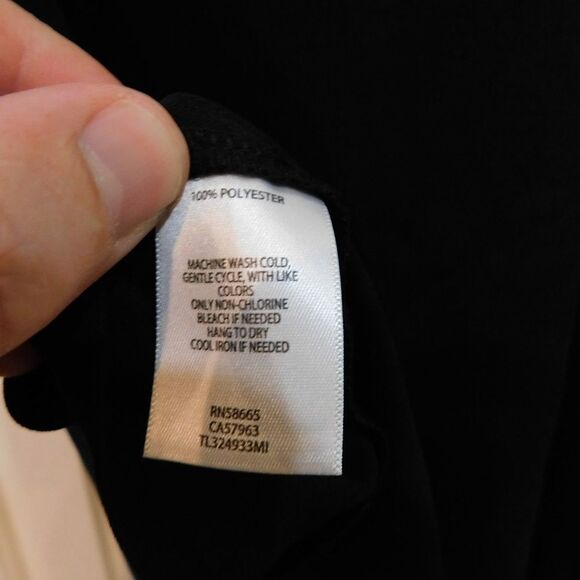 100% POLYESTER
MACHINE WASH COLD,
GENTLE CYCLE, WITH LIKE
COLORS
ONLY NON-CHLORINE
BLEACH IF NEEDED
HANG TO DRY
COOL IRON IF NEEDED
RN58665
CA57963
TL324933MI